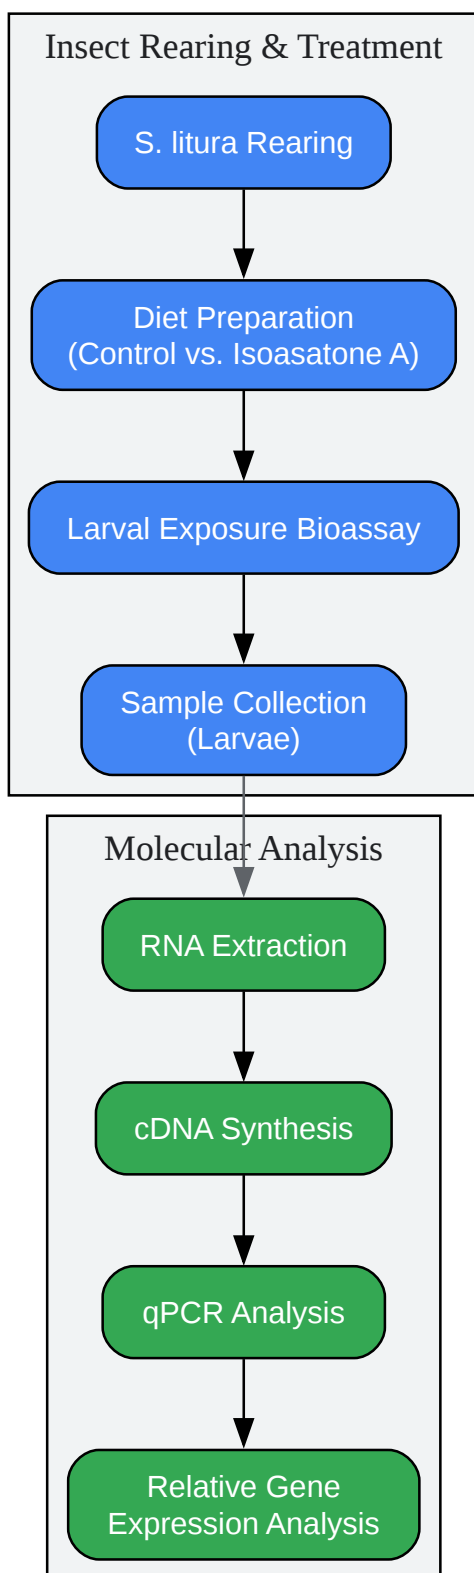 Insect Rearing & Treatment
S. litura Rearing
Diet Preparation
(Control vs. Isoasatone A)
Larval Exposure Bioassay
Sample Collection
(Larvae)
Molecular Analysis
RNA Extraction
cDNA Synthesis
qPCR Analysis
Relative Gene
Expression Analysis